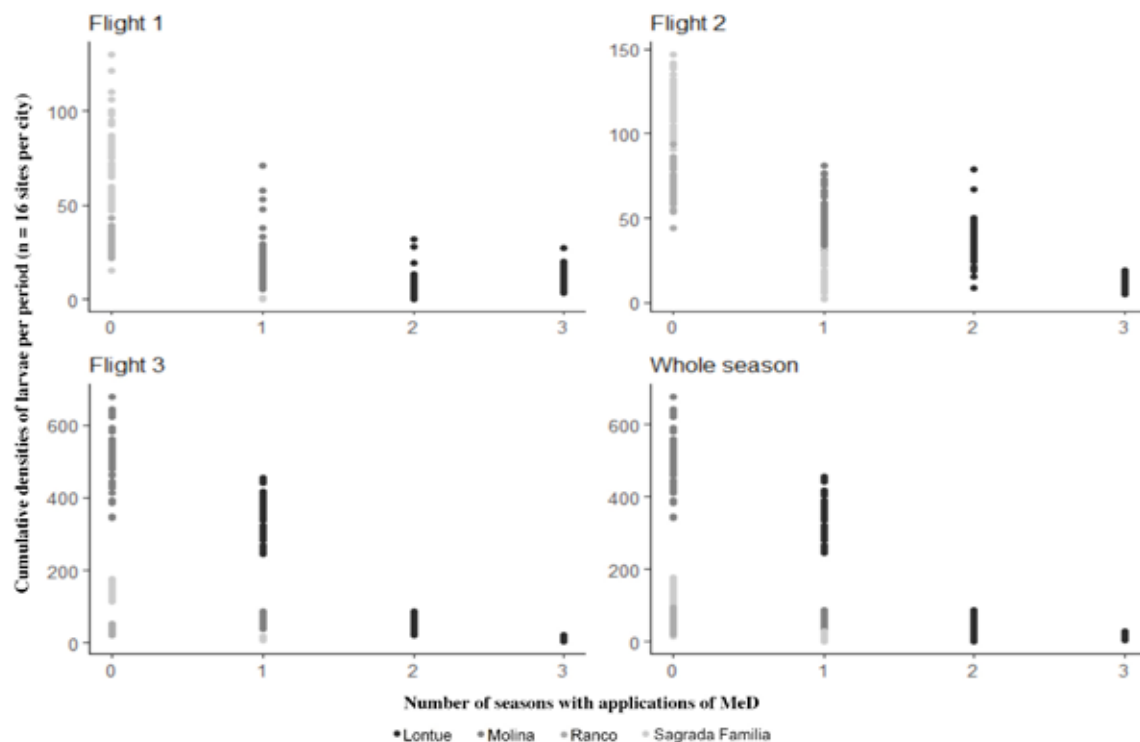 Flight 1
Flight 2
Cumulative densities of larvae per period (n = 16 sites per city)
100
50
0
0 1 2 3
150
100
50
0
0 1 2 3
Flight 3
Whole season
600
400
200
0
0 1 2 3
600
400
200
0
0 1 2 3
Number of seasons with applications of MeD
Lontue Molina Ranco Sagrada Familia